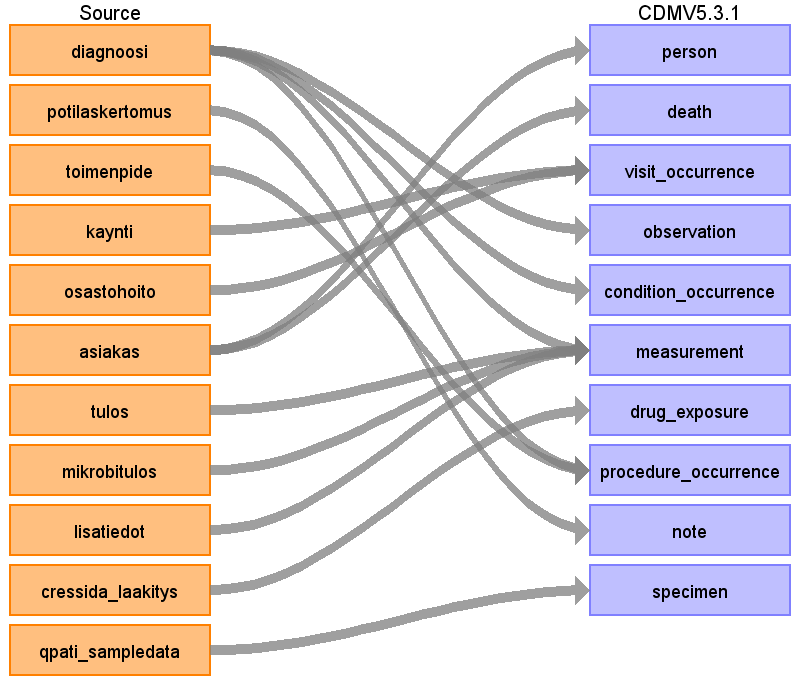 Source
CDMV5.3.1
diagnoosi
person
potilaskertomus
death
toimenpide
visit_occurrence
kaynti
observation
osastohoito
condition_occurrence
asiakas
measurement
tulos
drug_exposure
mikrobitulos
procedure_occurrence
lisatiedot
note
cressida_laakitys
specimen
qpati_sampledata